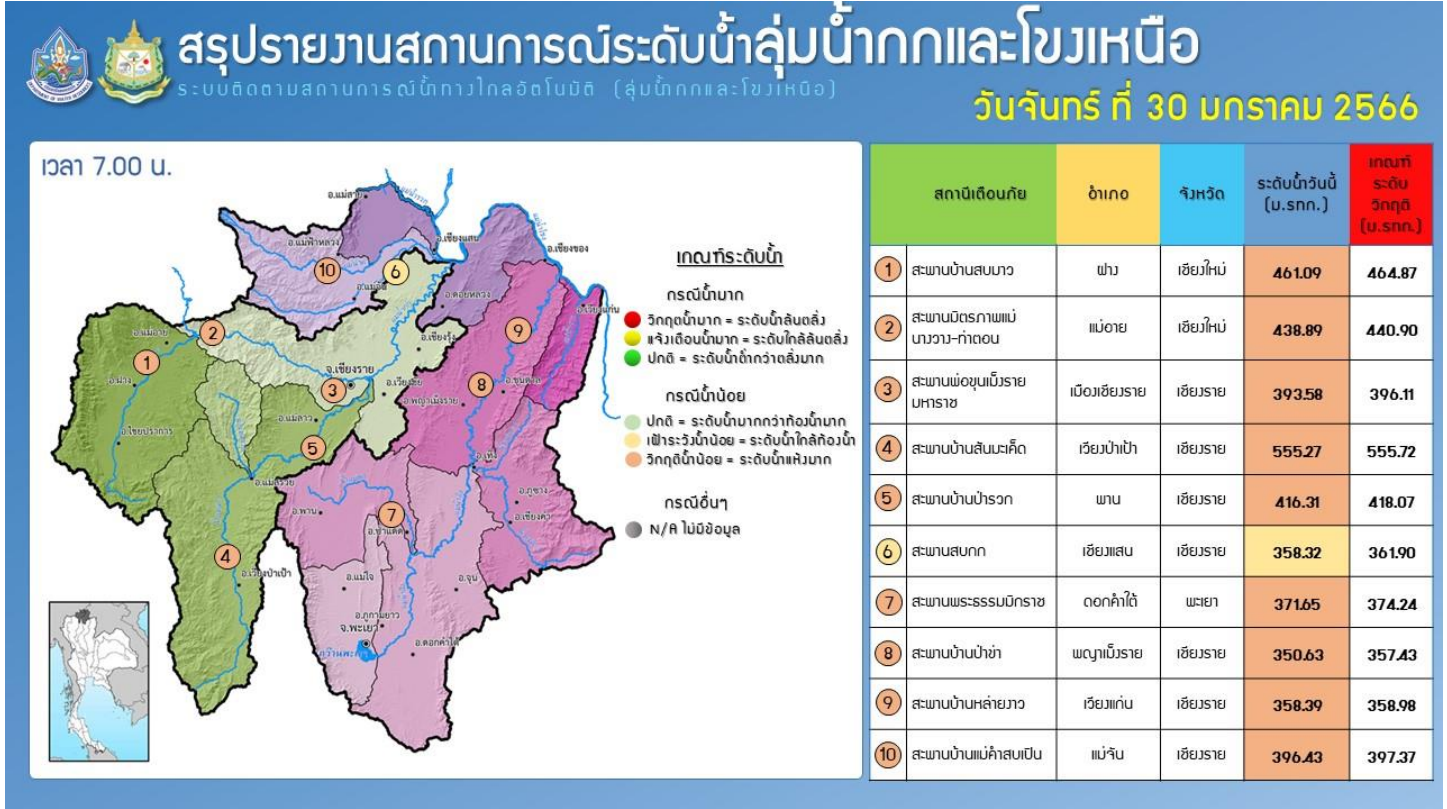 สรุปรายงานสถานการณ์ระดับน้ำลุ่มน้ำกกและโขงเหนือ
ระบบติดตามสถานการณ์น้ำทางไกลอัตโนมัติ (ลุ่มน้ำกกและโขงเหนือ)
วันจันทร์ ที่ 30 มกราคม 2566
เวลา 7.00 น.
อ.แม่สาย
อ.แม่ฟ้าหลวง
อ.เชียงแสน
อ.เชียงของ
10
6
อ.ดอยหลวง
อ.เวียงแก่น
อ.แม่อาย
2
9
อ.เชียงรุ้ง
1
จ.เชียงราย
อ.ฝาง
3
8
อ.ขุนตาล
อ.พญาเม็งราย
อ.แม่ลาว
อ.ไชยปราการ
5
อ.เทิง
อ.แม่สรวย
อ.ภูซาง
อ.พาน
7
อ.เชียงคำ
อ.ป่าแดด
4
อ.เวียงป่าเป้า
อ.แม่ใจ
อ.จุน
อ.ภูกามยาว
จ.พะเยา
อ.ดอกคำใต้
กว๊านพะเยา
เกณฑ์ระดับน้ำ
กรณีน้ำมาก
วิกฤตน้ำมาก = ระดับน้ำล้นตลิ่ง
แจ้งเตือนน้ำมาก = ระดับใกล้ล้นตลิ่ง
ปกติ = ระดับน้ำต่ำกว่าตลิ่งมาก
กรณีน้ำน้อย
ปกติ = ระดับน้ำมากกว่าท้องน้ำมาก
เฝ้าระวังน้ำน้อย = ระดับน้ำใกล้ท้องน้ำ
วิกฤติน้ำน้อย = ระดับน้ำแห้งมาก
กรณีอื่นๆ
N/A ไม่มีข้อมูล
สถานีเตือนภัย อำเภอ จังหวัด ระดับน้ำวันนี้ (ม.รทก.) เกณฑ์ระดับวิกฤติ (ม.รทก.)
1 สะพานบ้านสบมาว ฝาง เชียงใหม่ 461.09 464.87
2 สะพานมิตรภาพแม่นางวาง-ท่าตอน แม่อาย เชียงใหม่ 438.89 440.90
3 สะพานพ่อขุนเม็งรายมหาราช เมืองเชียงราย เชียงราย 393.58 396.11
4 สะพานบ้านสันมะเค็ด เวียงป่าเป้า เชียงราย 555.27 555.72
5 สะพานบ้านป่ารวก พาน เชียงราย 416.31 418.07
6 สะพานสบกก เชียงแสน เชียงราย 358.32 361.90
7 สะพานพระธรรมมิกราช ดอกคำใต้ พะเยา 371.65 374.24
8 สะพานบ้านป่าข่า พญาเม็งราย เชียงราย 350.63 357.43
9 สะพานบ้านหล่ายงาว เวียงแก่น เชียงราย 358.39 358.98
10 สะพานบ้านแม่คำสบเปิน แม่จัน เชียงราย 396.43 397.37